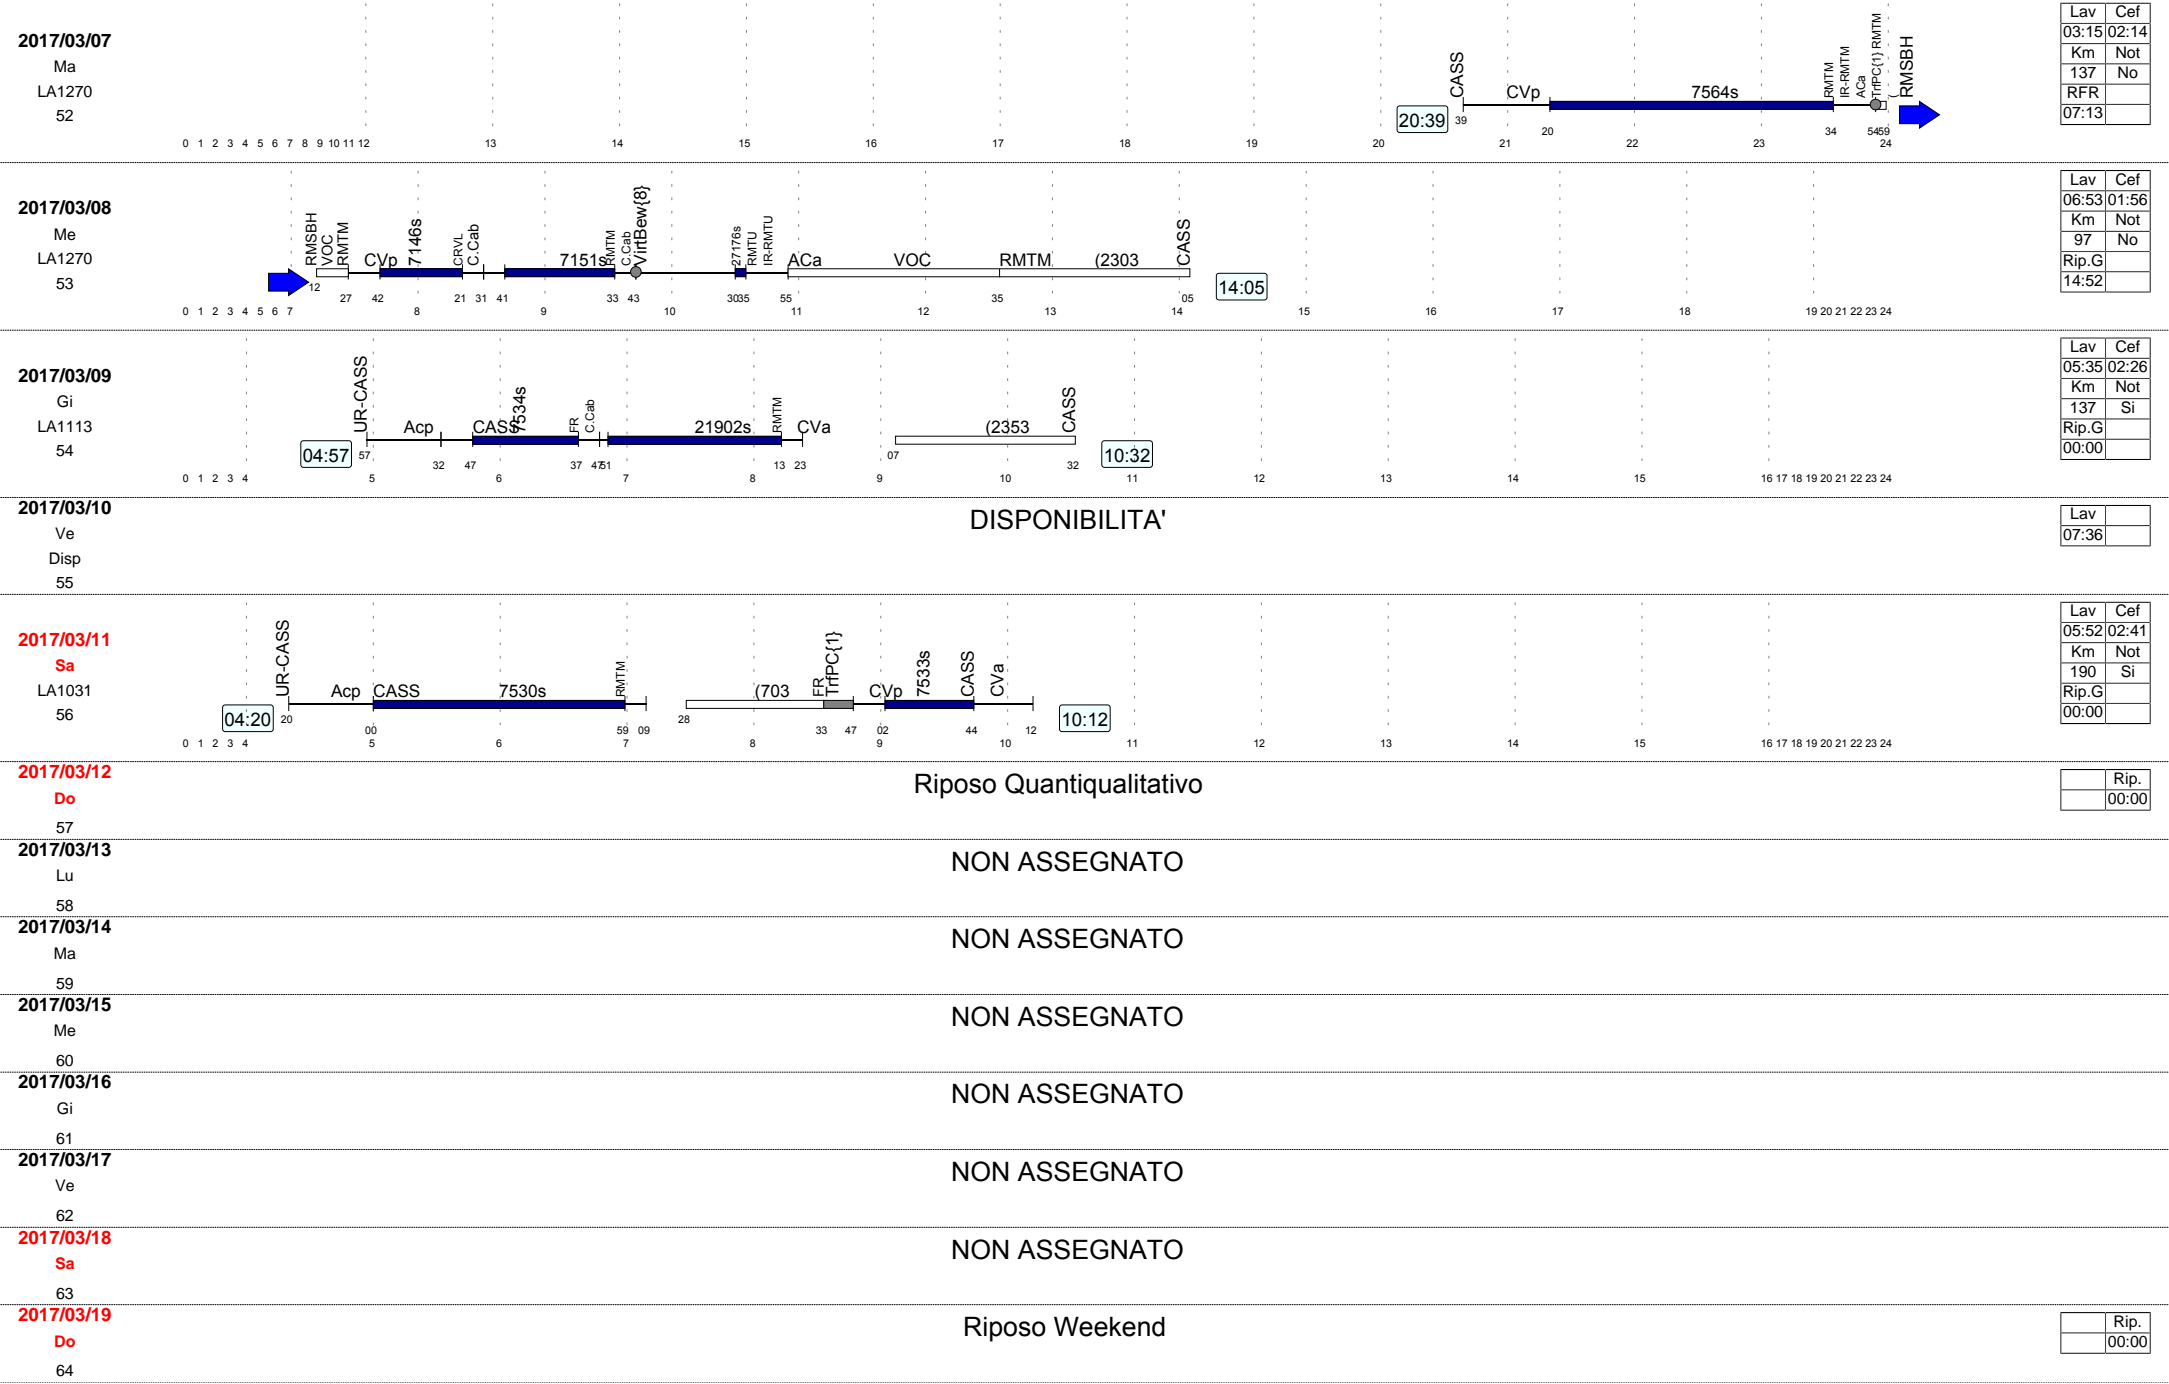 2017/03/07
Ma
LA1270
52
20:39
CASS
CVp
7564s
RMTM
IR-RMTM
ACa
TrfPC{1} RMTM
(
RMSBH
39 20 34 54 59
0 1 2 3 4 5 6 7 8 9 10 11 12 13 14 15 16 17 18 19 20 21 22 23 24
Lav Cef
03:15 02:14
Km Not
137 No
RFR
07:13
2017/03/08
Me
LA1270
53
RMSBH
VOC
RMTM
CVp
7146s
CRVL
C.Cab
7151s
RMTM
C.Cab
VirtBew{8}
27176s
RMTU
IR-RMTU
ACa
VOC
RMTM
(2303
CASS
14:05
12 27 42 21 31 41 33 43 30 35 55 35 05
0 1 2 3 4 5 6 7 8 9 10 11 12 13 14 15 16 17 18 19 20 21 22 23 24
Lav Cef
06:53 01:56
Km Not
97 No
Rip.G
14:52
2017/03/09
Gi
LA1113
54
04:57
UR-CASS
Acp
CASS
7534s
FR
C.Cab
21902s
RMTM
CVa
(2353
CASS
10:32
57 32 47 37 47 51 13 23 07 32
0 1 2 3 4 5 6 7 8 9 10 11 12 13 14 15 16 17 18 19 20 21 22 23 24
Lav Cef
05:35 02:26
Km Not
137 Si
Rip.G
00:00
2017/03/10
Ve
Disp
55
DISPONIBILITA'
Lav
07:36
2017/03/11
Sa
LA1031
56
04:20
UR-CASS
Acp
CASS
7530s
RMTM
(703
FR
TrfPC{1}
CVp
7533s
CASS
CVa
10:12
20 00 59 09 28 33 47 02 44 12
0 1 2 3 4 5 6 7 8 9 10 11 12 13 14 15 16 17 18 19 20 21 22 23 24
Lav Cef
05:52 02:41
Km Not
190 Si
Rip.G
00:00
2017/03/12
Do
57
Riposo Quantiqualitativo
Rip.
00:00
2017/03/13
Lu
58
NON ASSEGNATO
2017/03/14
Ma
59
NON ASSEGNATO
2017/03/15
Me
60
NON ASSEGNATO
2017/03/16
Gi
61
NON ASSEGNATO
2017/03/17
Ve
62
NON ASSEGNATO
2017/03/18
Sa
63
NON ASSEGNATO
2017/03/19
Do
64
Riposo Weekend
Rip.
00:00